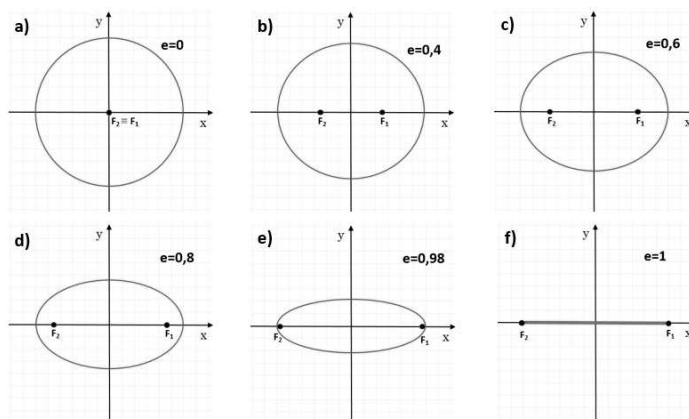 a)
y
e=0
F₂ ≡ F₁
x
b)
y
e=0,4
F₂
F₁
x
c)
y
e=0,6
F₂
F₁
x
d)
y
e=0,8
F₂
F₁
x
e)
y
e=0,98
F₂
F₁
x
f)
y
e=1
F₂
F₁
x